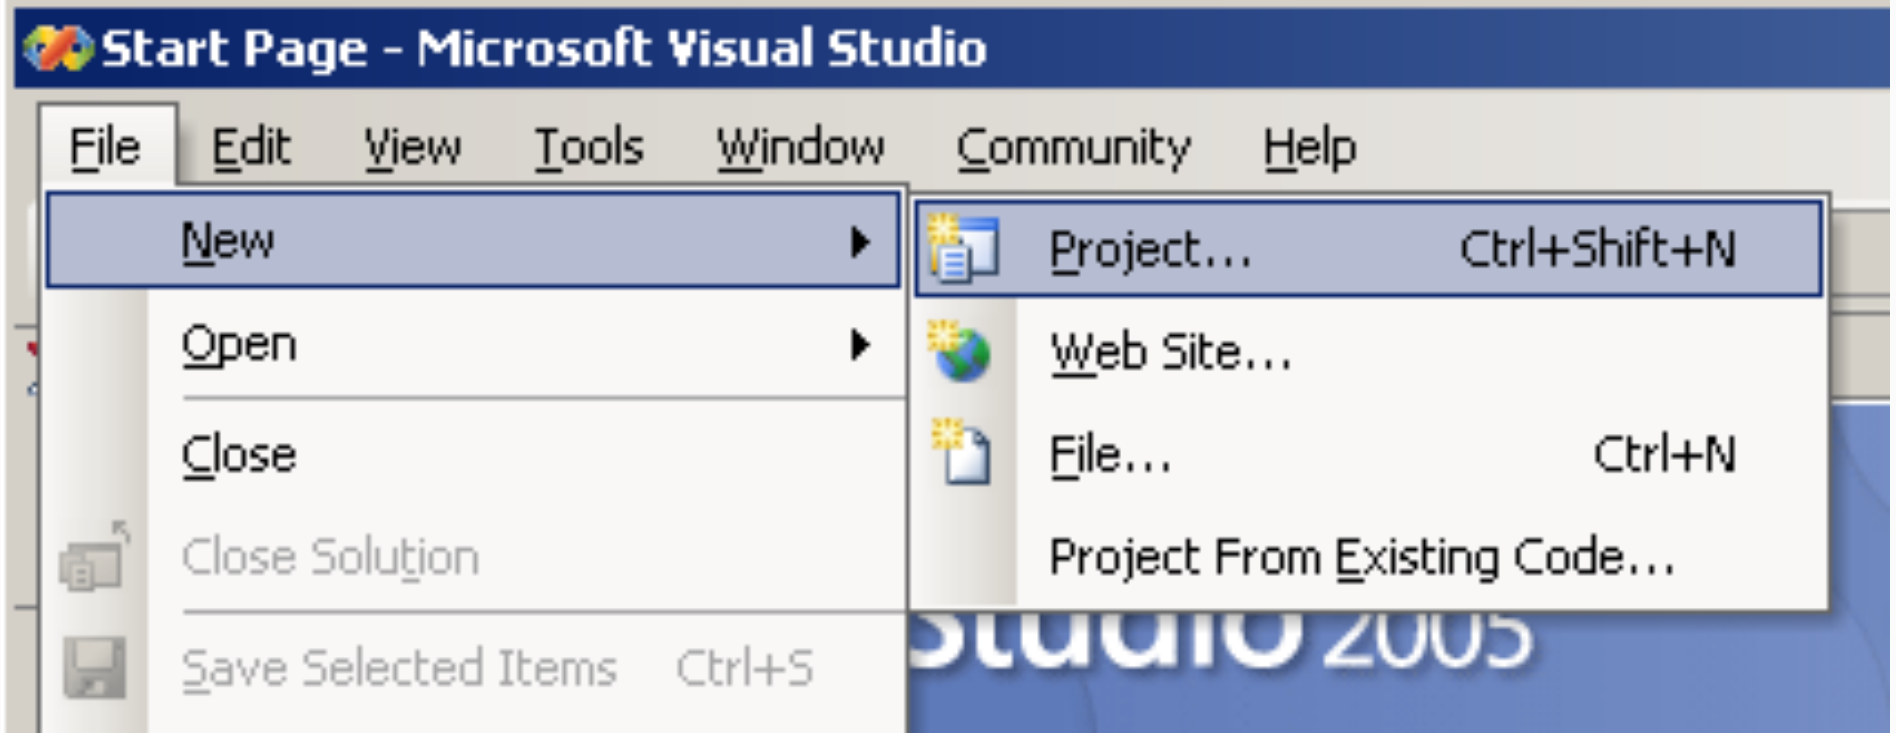 Start Page - Microsoft Visual Studio
File Edit View Tools Window Community Help
New
Open
Close
Close Solution
Save Selected Items Ctrl+S
Project... Ctrl+Shift+N
Web Site...
File... Ctrl+N
Project From Existing Code...
Studio 2005